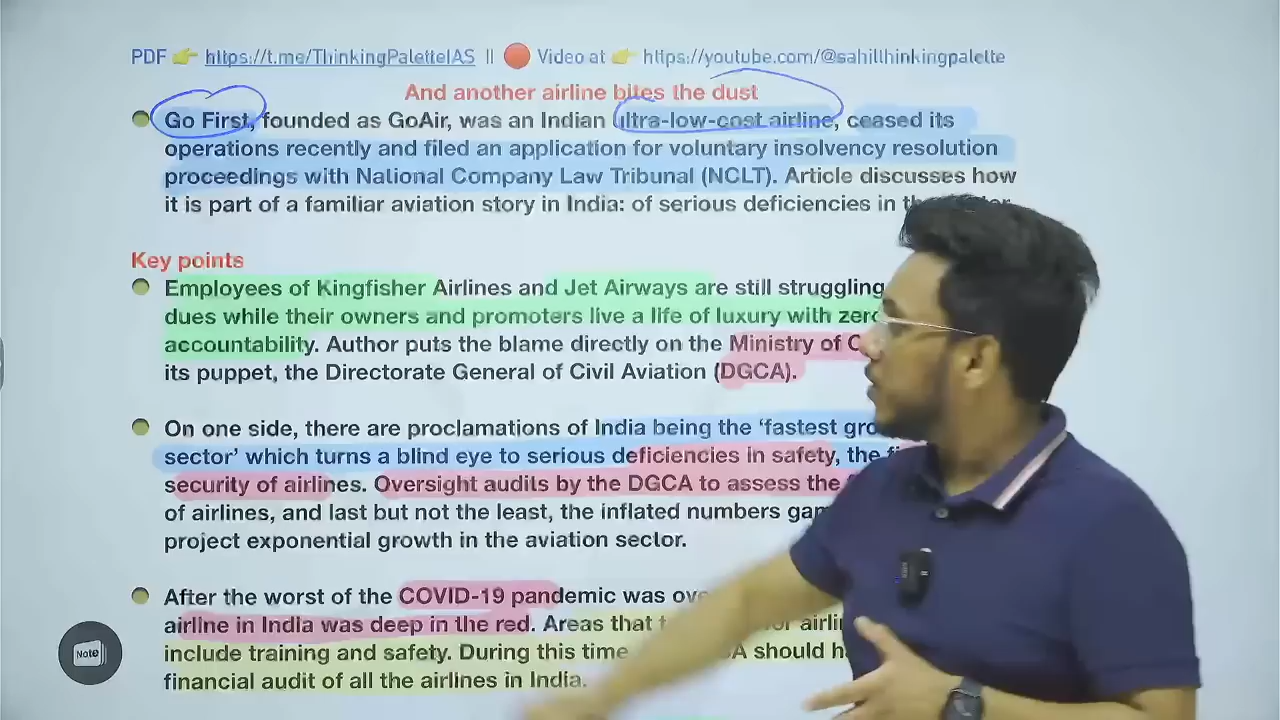 PDF 👉 https://t.me/ThinkingPaletteIAS || 🔴 Video at 👉 https://youtube.com/@sahilthinkingpalette
And another airline bites the dust
Go First, founded as GoAir, was an Indian ultra-low-cost airline, ceased its
operations recently and filed an application for voluntary insolvency resolution
proceedings with National Company Law Tribunal (NCLT). Article discusses how
it is part of a familiar aviation story in India: of serious deficiencies in
Key points
Employees of Kingfisher Airlines and Jet Airways are still struggling
dues while their owners and promoters live a life of luxury with zero
accountability. Author puts the blame directly on the Ministry of
its puppet, the Directorate General of Civil Aviation (DGCA).
On one side, there are proclamations of India being the ‘fastest
sector’ which turns a blind eye to serious deficiencies in safety, the
security of airlines. Oversight audits by the DGCA to assess the
of airlines, and last but not the least, the inflated numbers
project exponential growth in the aviation sector.
After the worst of the COVID-19 pandemic was
airline in India was deep in the red. Areas that
include training and safety. During this time should
financial audit of all the airlines in India.
Note